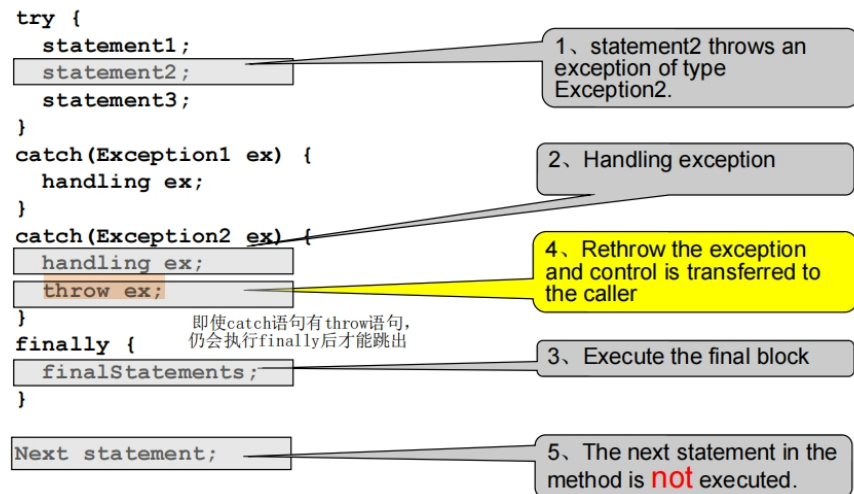 try {
statement1;
statement2;
statement3;
}
catch(Exception1 ex) {
handling ex;
}
catch(Exception2 ex) {
handling ex;
throw ex;
}
即使catch语句有throw语句,
仍会执行finally后才能跳出
finally {
finalStatements;
}
Next statement;
1、statement2 throws an
exception of type
Exception2.
2、Handling exception
4、Rethrow the exception
and control is transferred to
the caller
3、Execute the final block
5、The next statement in the
method is not executed.